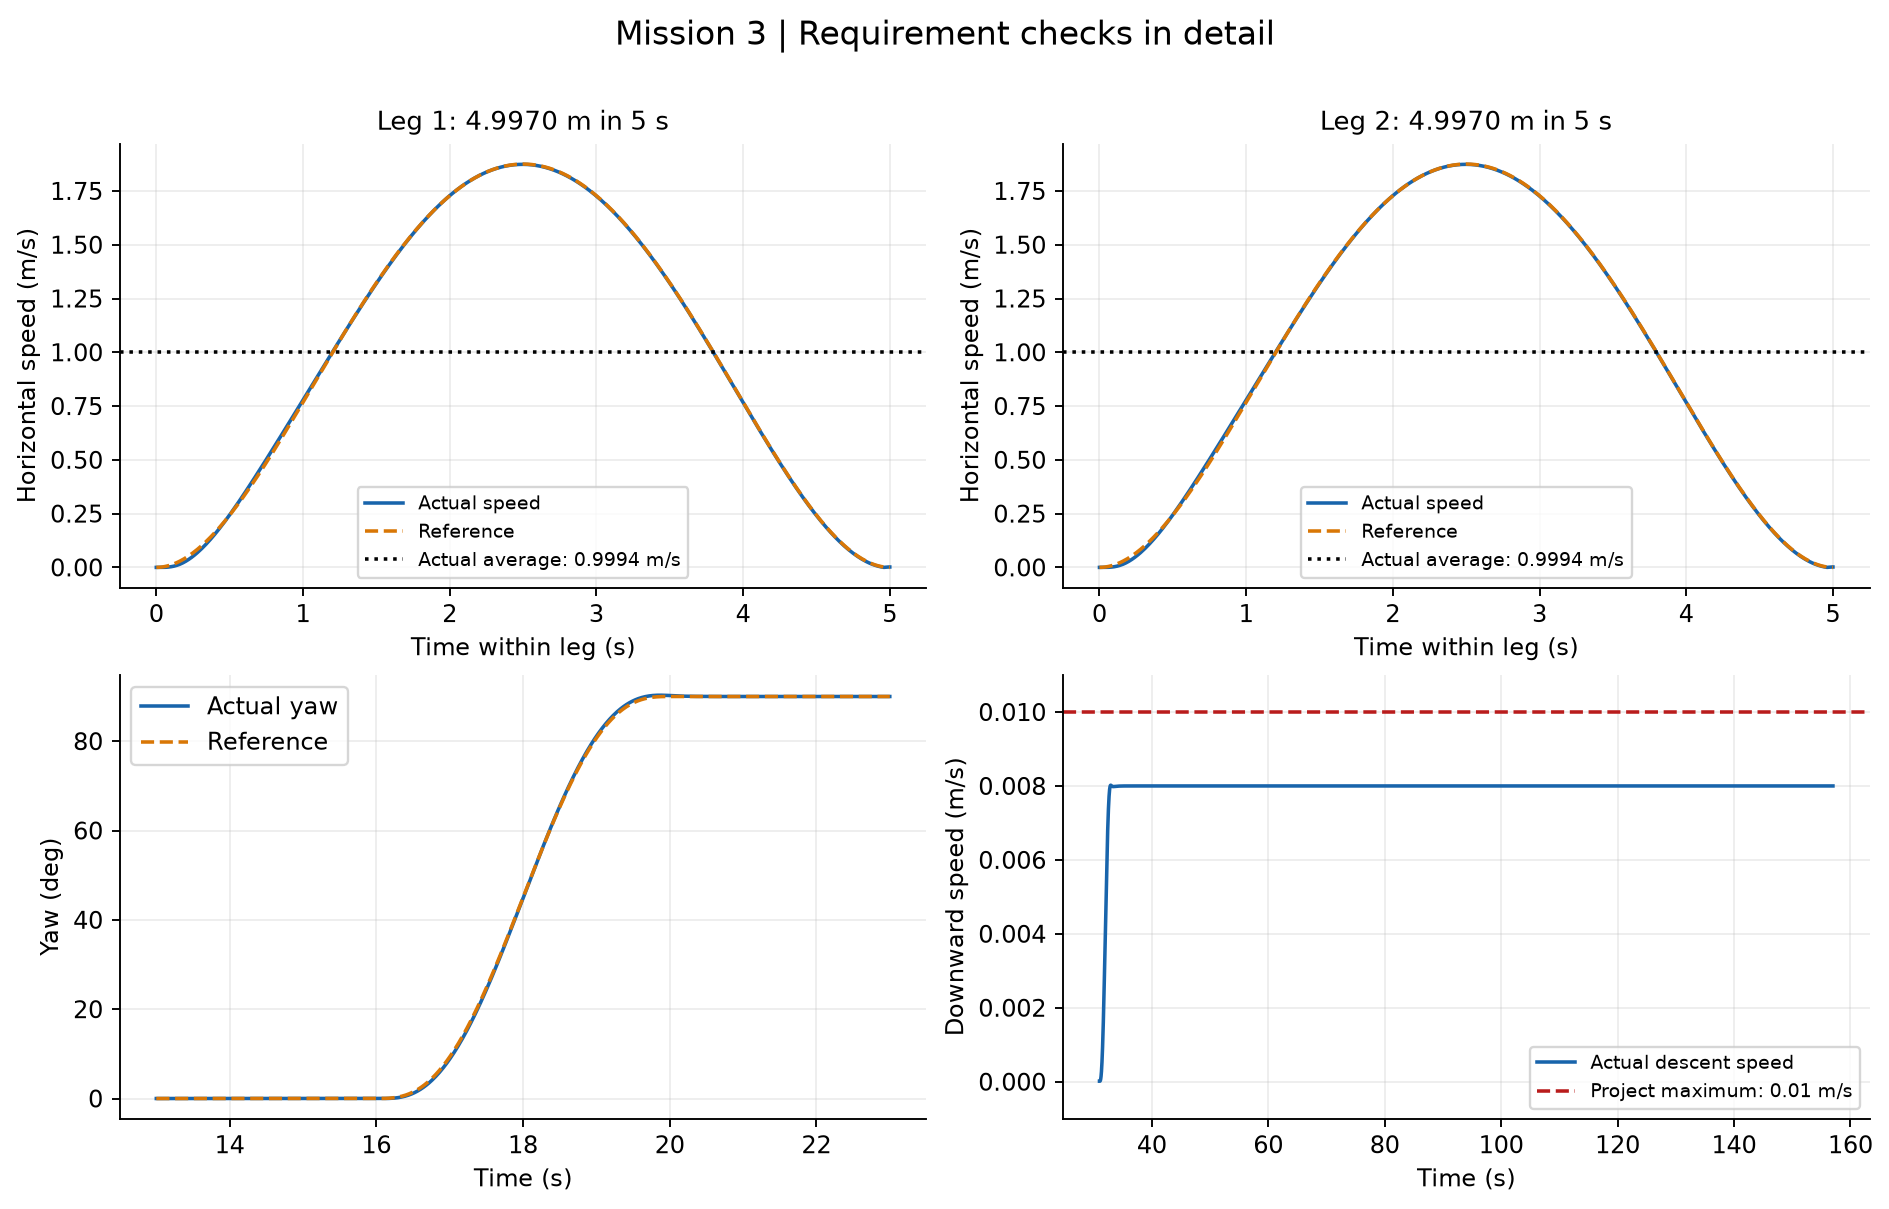 Mission 3 | Requirement checks in detail
Leg 1: 4.9970 m in 5 s
Horizontal speed (m/s)
1.75
1.50
1.25
1.00
0.75
0.50
0.25
0.00
Actual speed
Reference
Actual average: 0.9994 m/s
0 1 2 3 4 5
Time within leg (s)
Leg 2: 4.9970 m in 5 s
Horizontal speed (m/s)
1.75
1.50
1.25
1.00
0.75
0.50
0.25
0.00
Actual speed
Reference
Actual average: 0.9994 m/s
0 1 2 3 4 5
Time within leg (s)
Actual yaw
Reference
Yaw (deg)
80
60
40
20
0
14 16 18 20 22
Time (s)
Downward speed (m/s)
0.010
0.008
0.006
0.004
0.002
0.000
Actual descent speed
Project maximum: 0.01 m/s
40 60 80 100 120 140 160
Time (s)